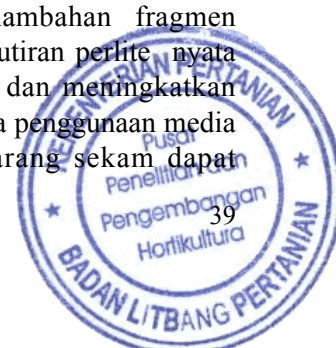 ambahan fragmen
utiran perlite nyata
dan meningkatkan
a penggunaan media
arang sekam dapat
39
KEMENTERIAN PERTANIAN
Pusat
Penelitian dan
Pengembangan
Hortikultura
BADAN LITBANG PERTANIAN